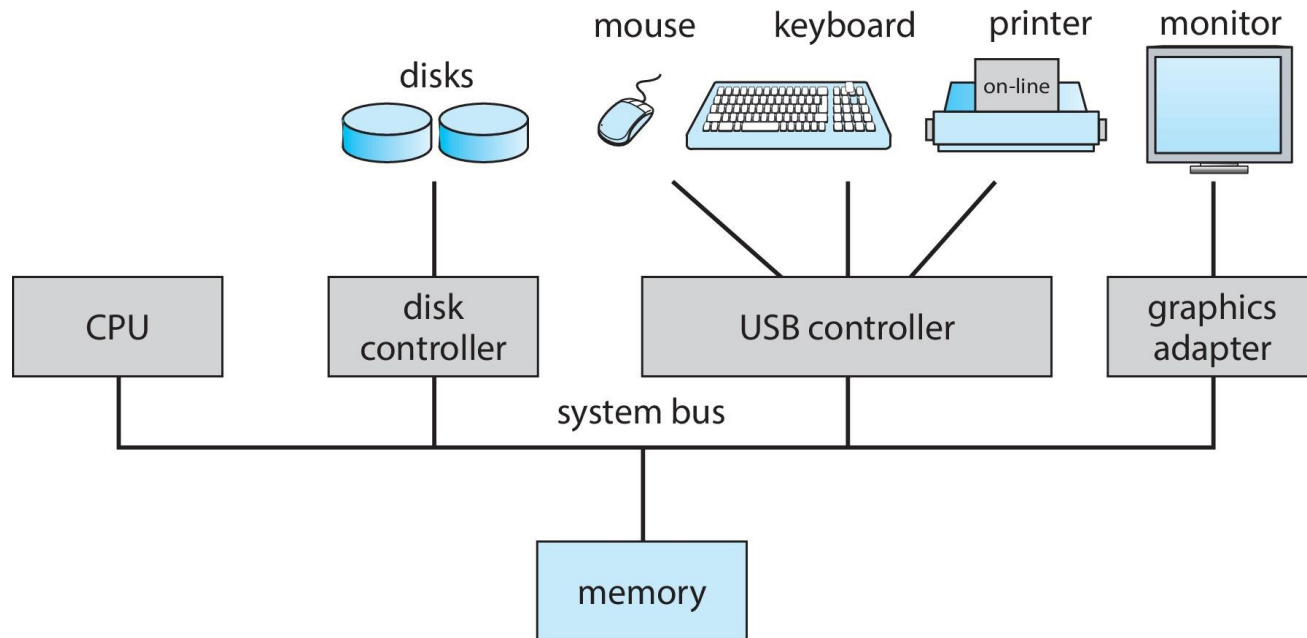 mouse
keyboard
printer
monitor
disks
on-line
CPU
disk
controller
USB controller
graphics
adapter
system bus
memory